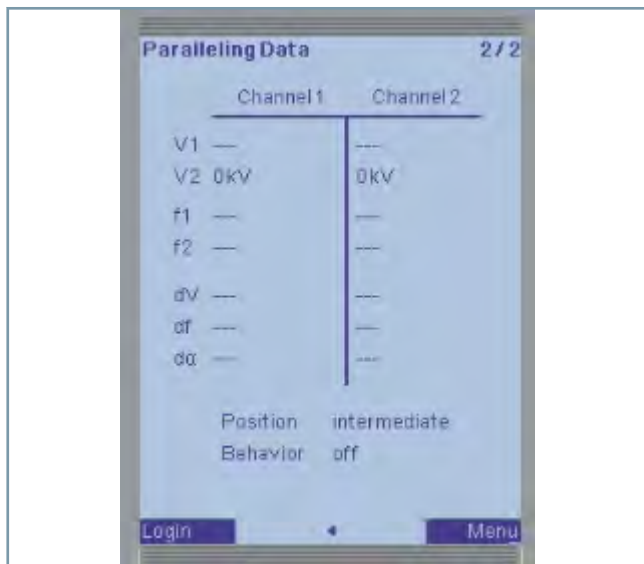 Paralleling Data 2/2
Channel 1 Channel 2
V1 --- ---
V2 0kV 0kV
f1 --- ---
f2 --- ---
dV --- ---
df --- ---
dα --- ---
Position intermediate
Behavior off
Login ◄ Menu